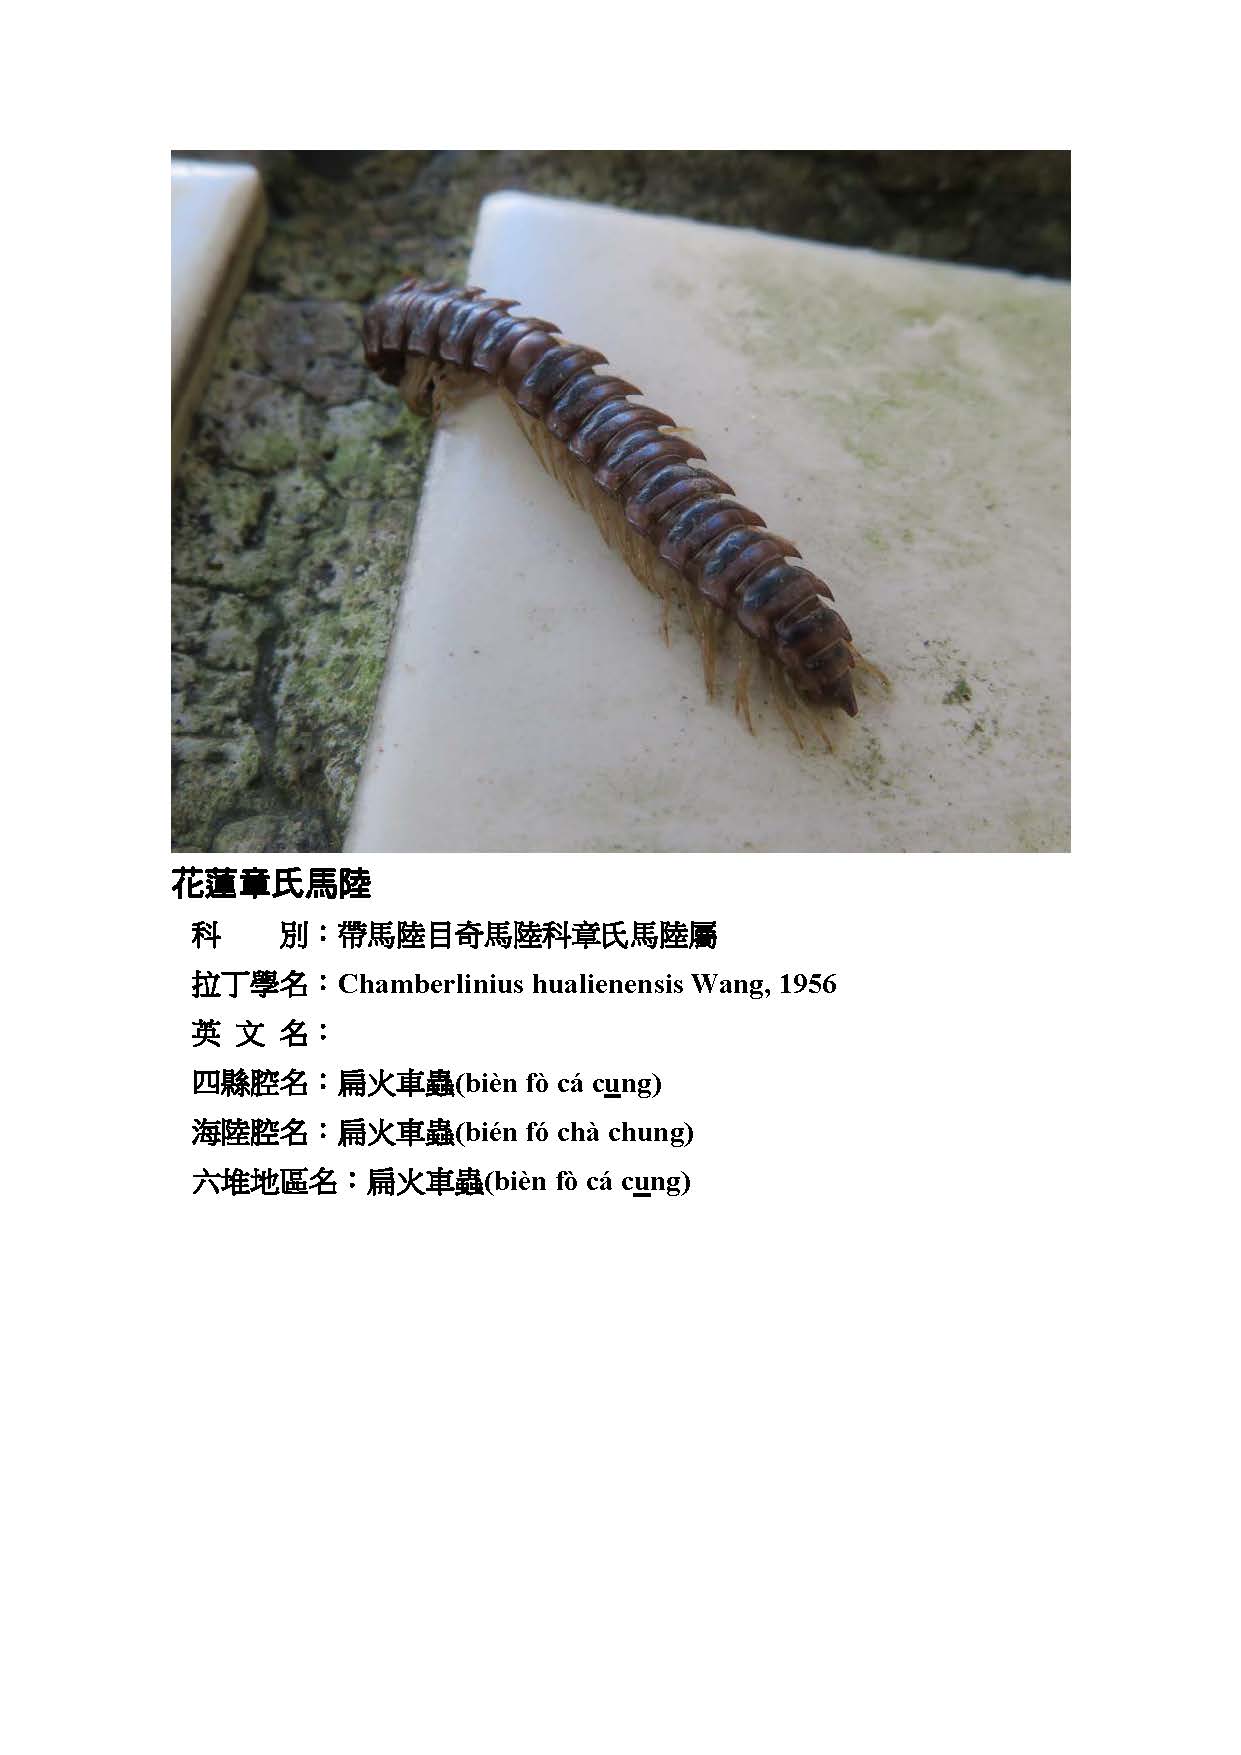 花蓮章氏馬陸
科　　別：帶馬陸目奇馬陸科章氏馬陸屬
拉丁學名：Chamberlinius hualienensis Wang, 1956
英 文 名：
四縣腔名：扁火車蟲(bièn fò cá cung)
海陸腔名：扁火車蟲(bién fó chà chung)
六堆地區名：扁火車蟲(bièn fò cá cung)